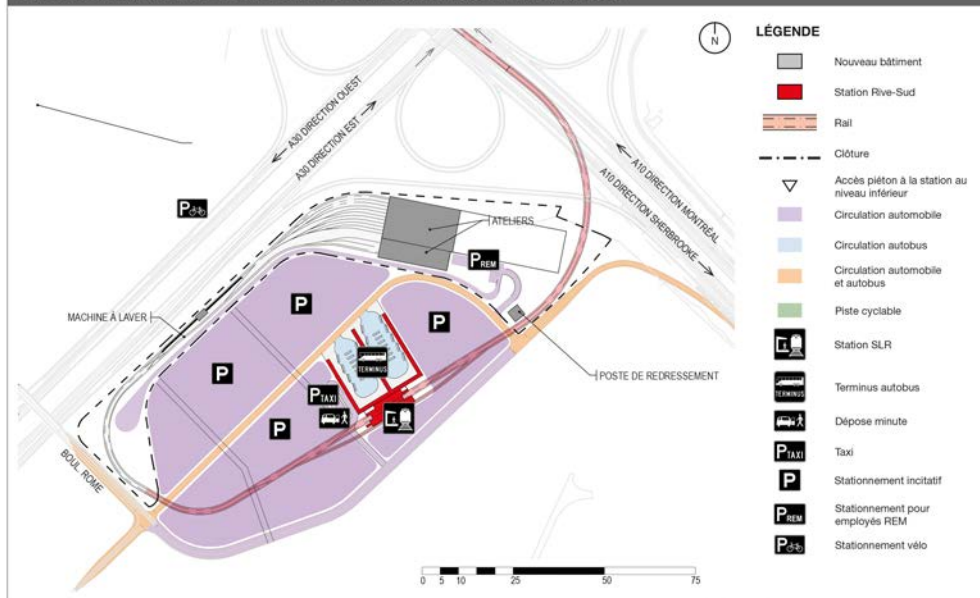 N
A30 DIRECTION OUEST
A30 DIRECTION EST
A10 DIRECTION MONTRÉAL
A10 DIRECTION SHERBROOKE
ATELIERS
P REM
MACHINE À LAVER
P
P
P
P
TERMINUS
P TAXI
POSTE DE REDRESSEMENT
BOUL ROME
P
0 5 10 25 50 75
LÉGENDE
Nouveau bâtiment
Station Rive-Sud
Rail
Clôture
Accès piéton à la station au
niveau inférieur
Circulation automobile
Circulation autobus
Circulation automobile
et autobus
Piste cyclable
Station SLR
TERMINUS
Terminus autobus
Dépose minute
P TAXI
Taxi
P
Stationnement incitatif
P REM
Stationnement pour
employés REM
P
Stationnement vélo